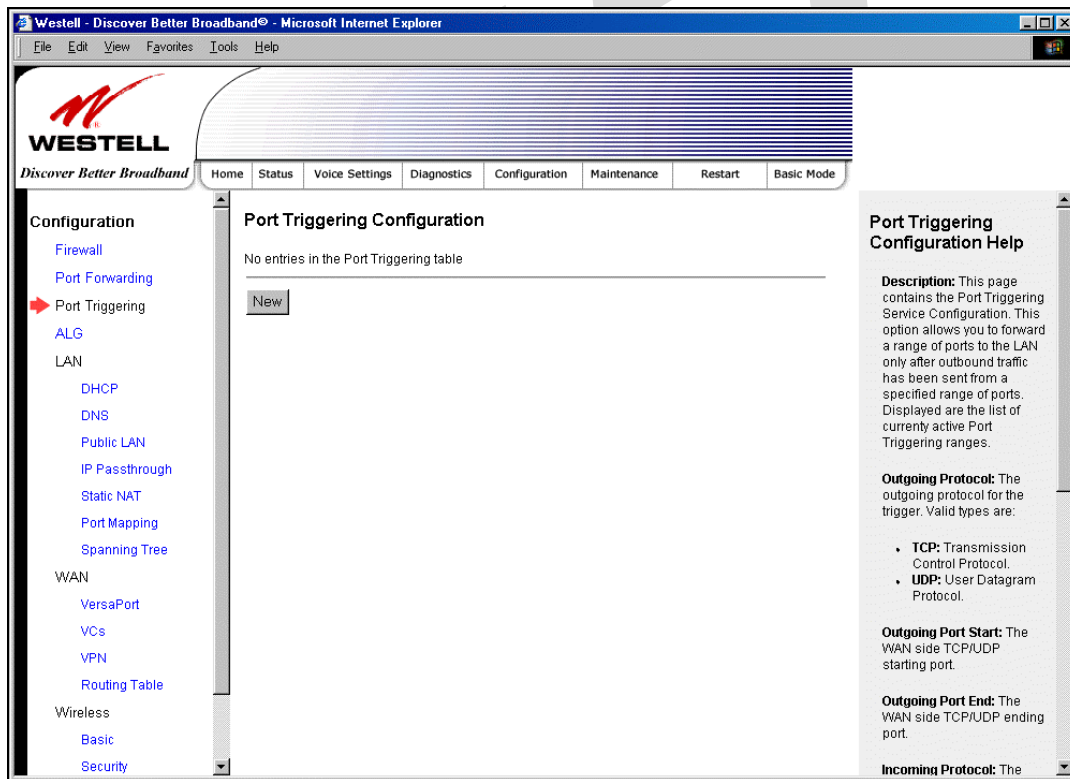 Westell - Discover Better Broadband® - Microsoft Internet Explorer
File Edit View Favorites Tools Help
WESTELL
®
Discover Better Broadband
Home Status Voice Settings Diagnostics Configuration Maintenance Restart Basic Mode
Configuration
Firewall
Port Forwarding
Port Triggering
ALG
LAN
DHCP
DNS
Public LAN
IP Passthrough
Static NAT
Port Mapping
Spanning Tree
WAN
VersaPort
VCs
VPN
Routing Table
Wireless
Basic
Security
Port Triggering Configuration
No entries in the Port Triggering table
New
Port Triggering
Configuration Help
Description: This page
contains the Port Triggering
Service Configuration. This
option allows you to forward
a range of ports to the LAN
only after outbound traffic
has been sent from a
specified range of ports.
Displayed are the list of
currently active Port
Triggering ranges.
Outgoing Protocol: The
outgoing protocol for the
trigger. Valid types are:
• TCP: Transmission
Control Protocol.
• UDP: User Datagram
Protocol.
Outgoing Port Start: The
WAN side TCP/UDP
starting port.
Outgoing Port End: The
WAN side TCP/UDP ending
port.
Incoming Protocol: The